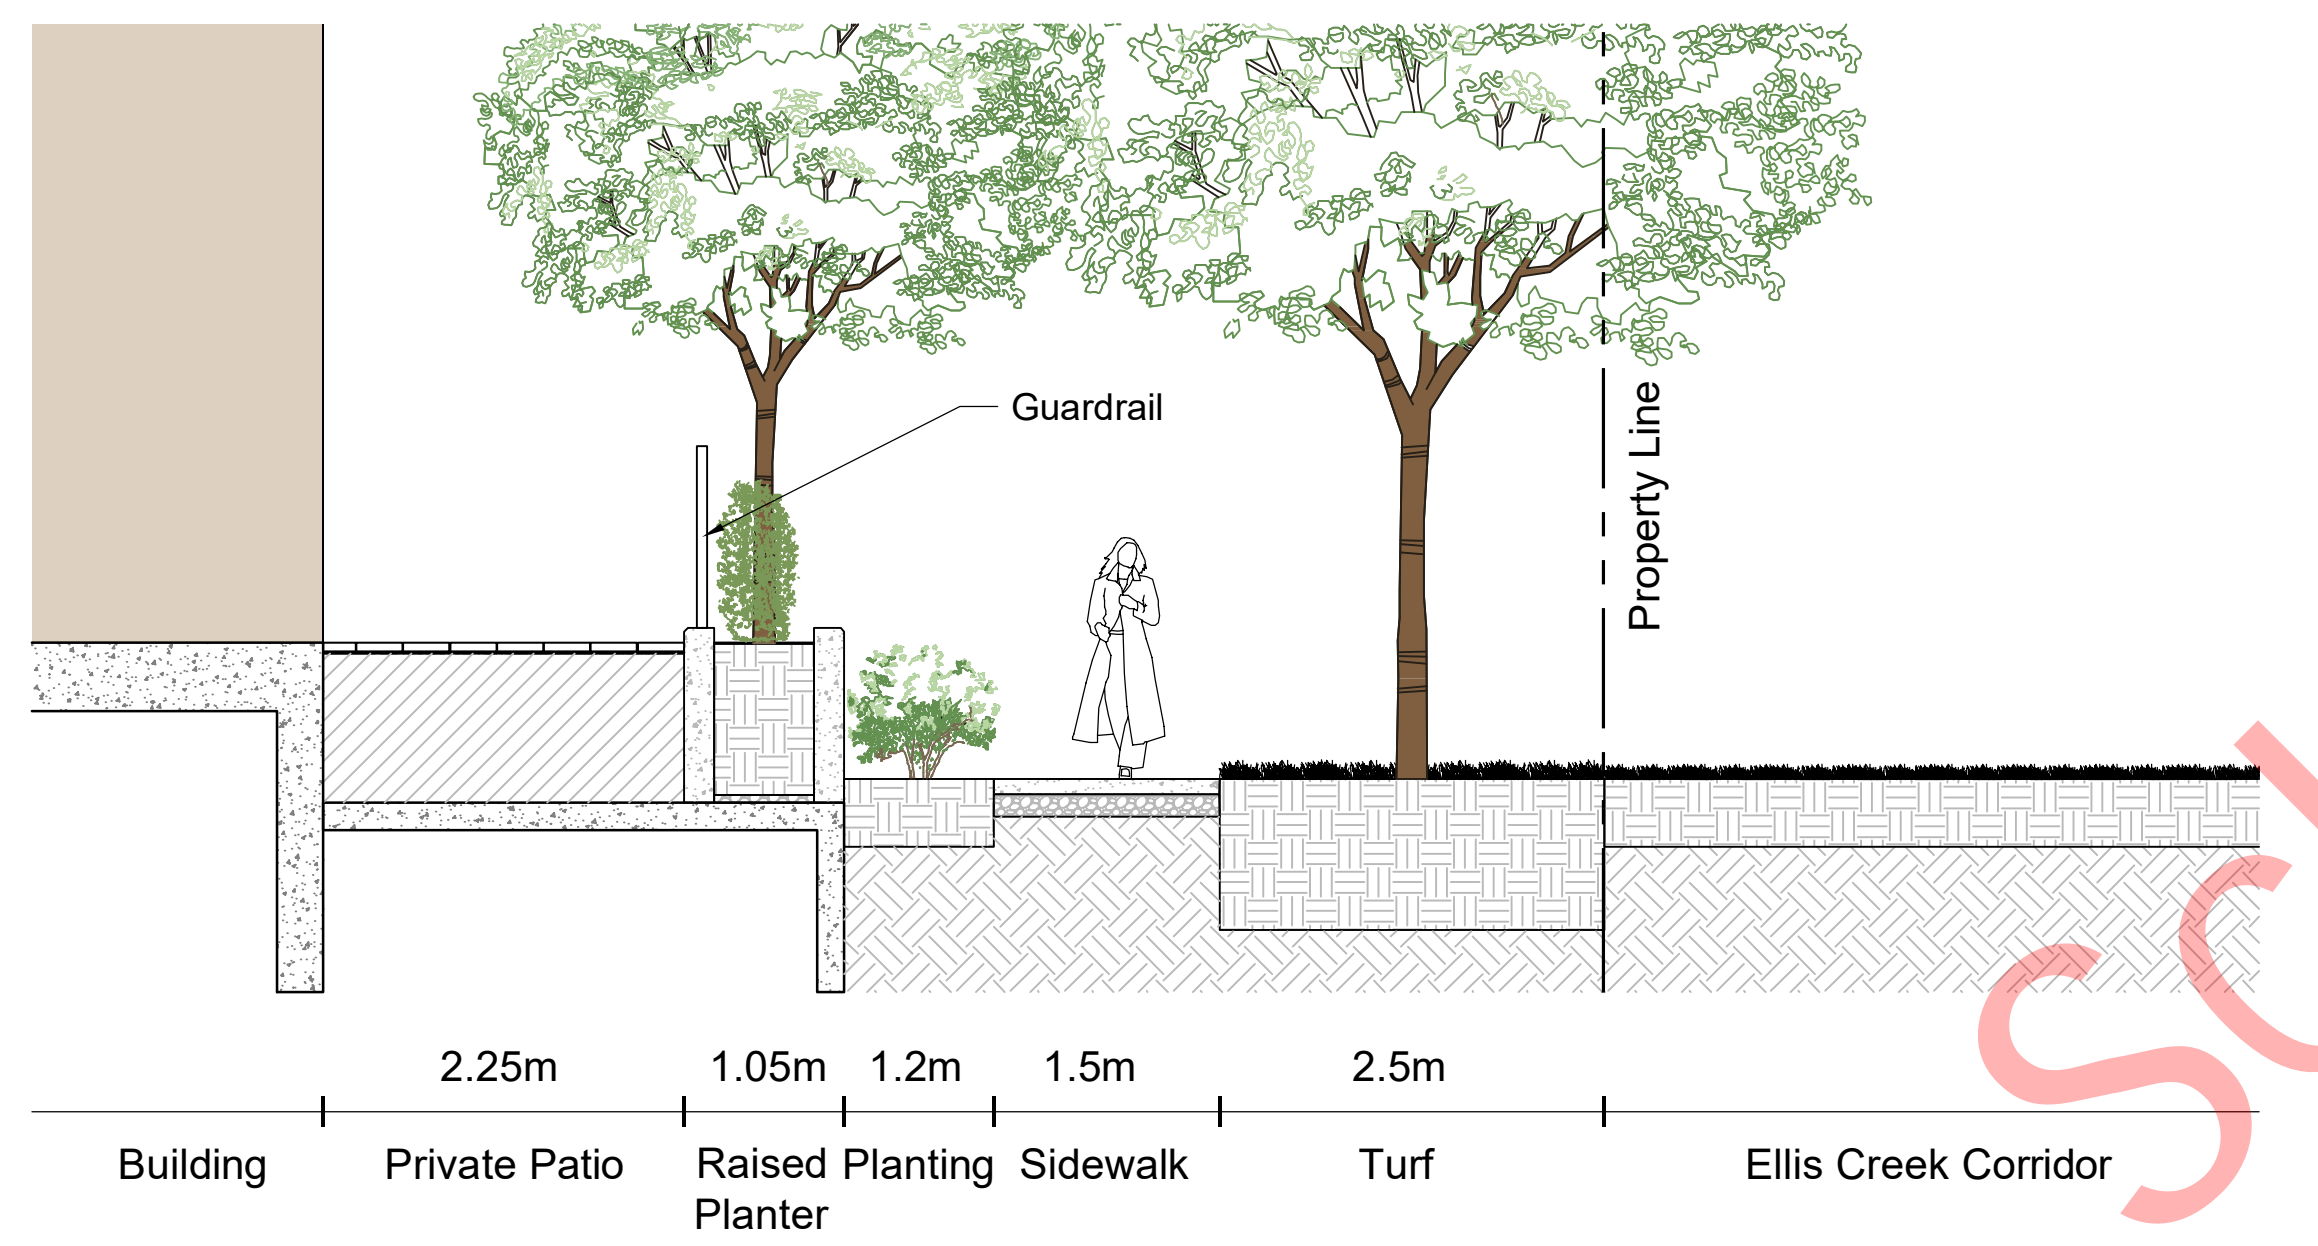 Guardrail
Property Line
2.25m 1.05m 1.2m 1.5m 2.5m
Building Private Patio Raised Planting Sidewalk Turf Ellis Creek Corridor
Planter